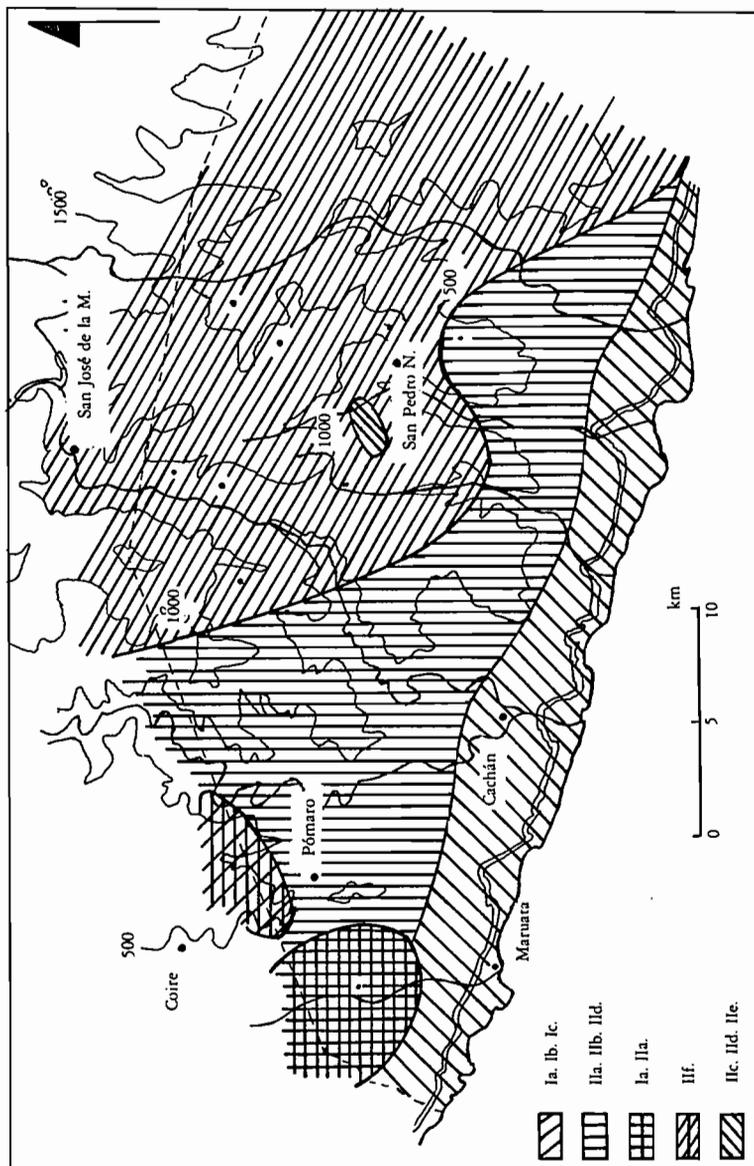 1500
San José de la M.
1000
1000
San Pedro N.
500
500
Coire
Pómaro
Cachán
Maruata
0 5 10
km
Ia. Ib. Ic.
IIa. IIb. IId.
Ia. IIa.
IIf.
IIc. IId. IIe.